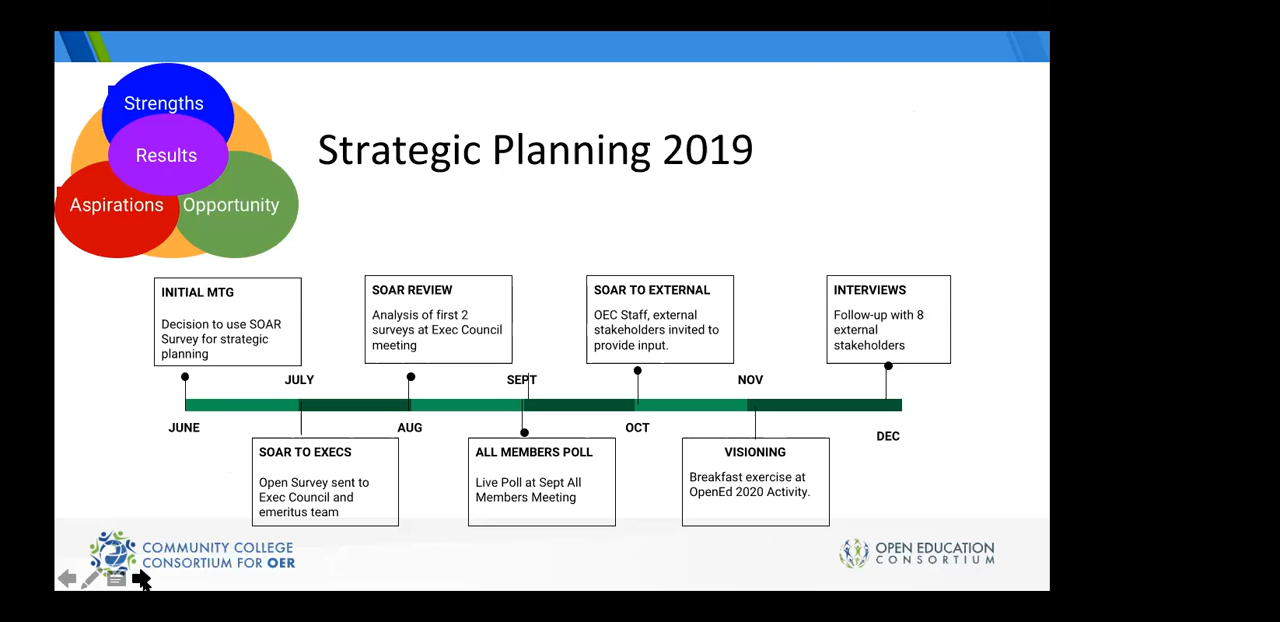 Strengths
Results
Aspirations
Opportunity
Strategic Planning 2019
INITIAL MTG
Decision to use SOAR
Survey for strategic
planning
SOAR REVIEW
Analysis of first 2
surveys at Exec Council
meeting
SOAR TO EXTERNAL
OEC Staff, external
stakeholders invited to
provide input.
INTERVIEWS
Follow-up with 8
external
stakeholders
JULY
SEPT
NOV
JUNE
AUG
OCT
DEC
SOAR TO EXECS
Open Survey sent to
Exec Council and
emeritus team
ALL MEMBERS POLL
Live Poll at Sept All
Members Meeting
VISIONING
Breakfast exercise at
OpenEd 2020 Activity.
COMMUNITY COLLEGE
CONSORTIUM FOR OER
OPEN EDUCATION
CONSORTIUM